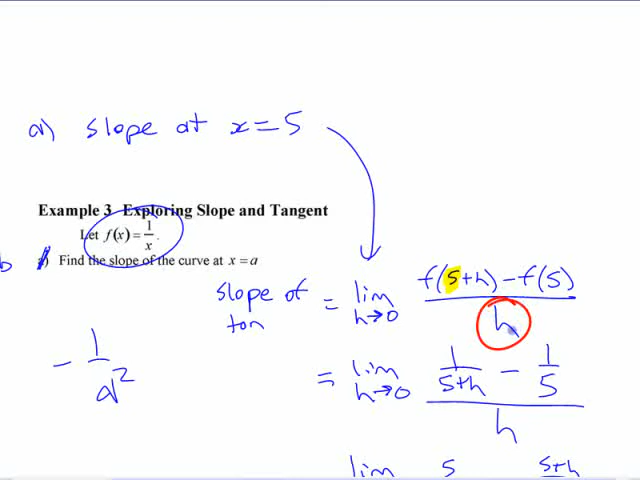 a) slope at x = 5
Example 3 Exploring Slope and Tangent
Let f(x) = 1/x.
b a) Find the slope of the curve at x = a
slope of tan = lim h→0 (f(5+h) − f(5))/h
− 1/a²
= lim h→0 (1/(5+h) − 1/5)/h
lim 5 5+h